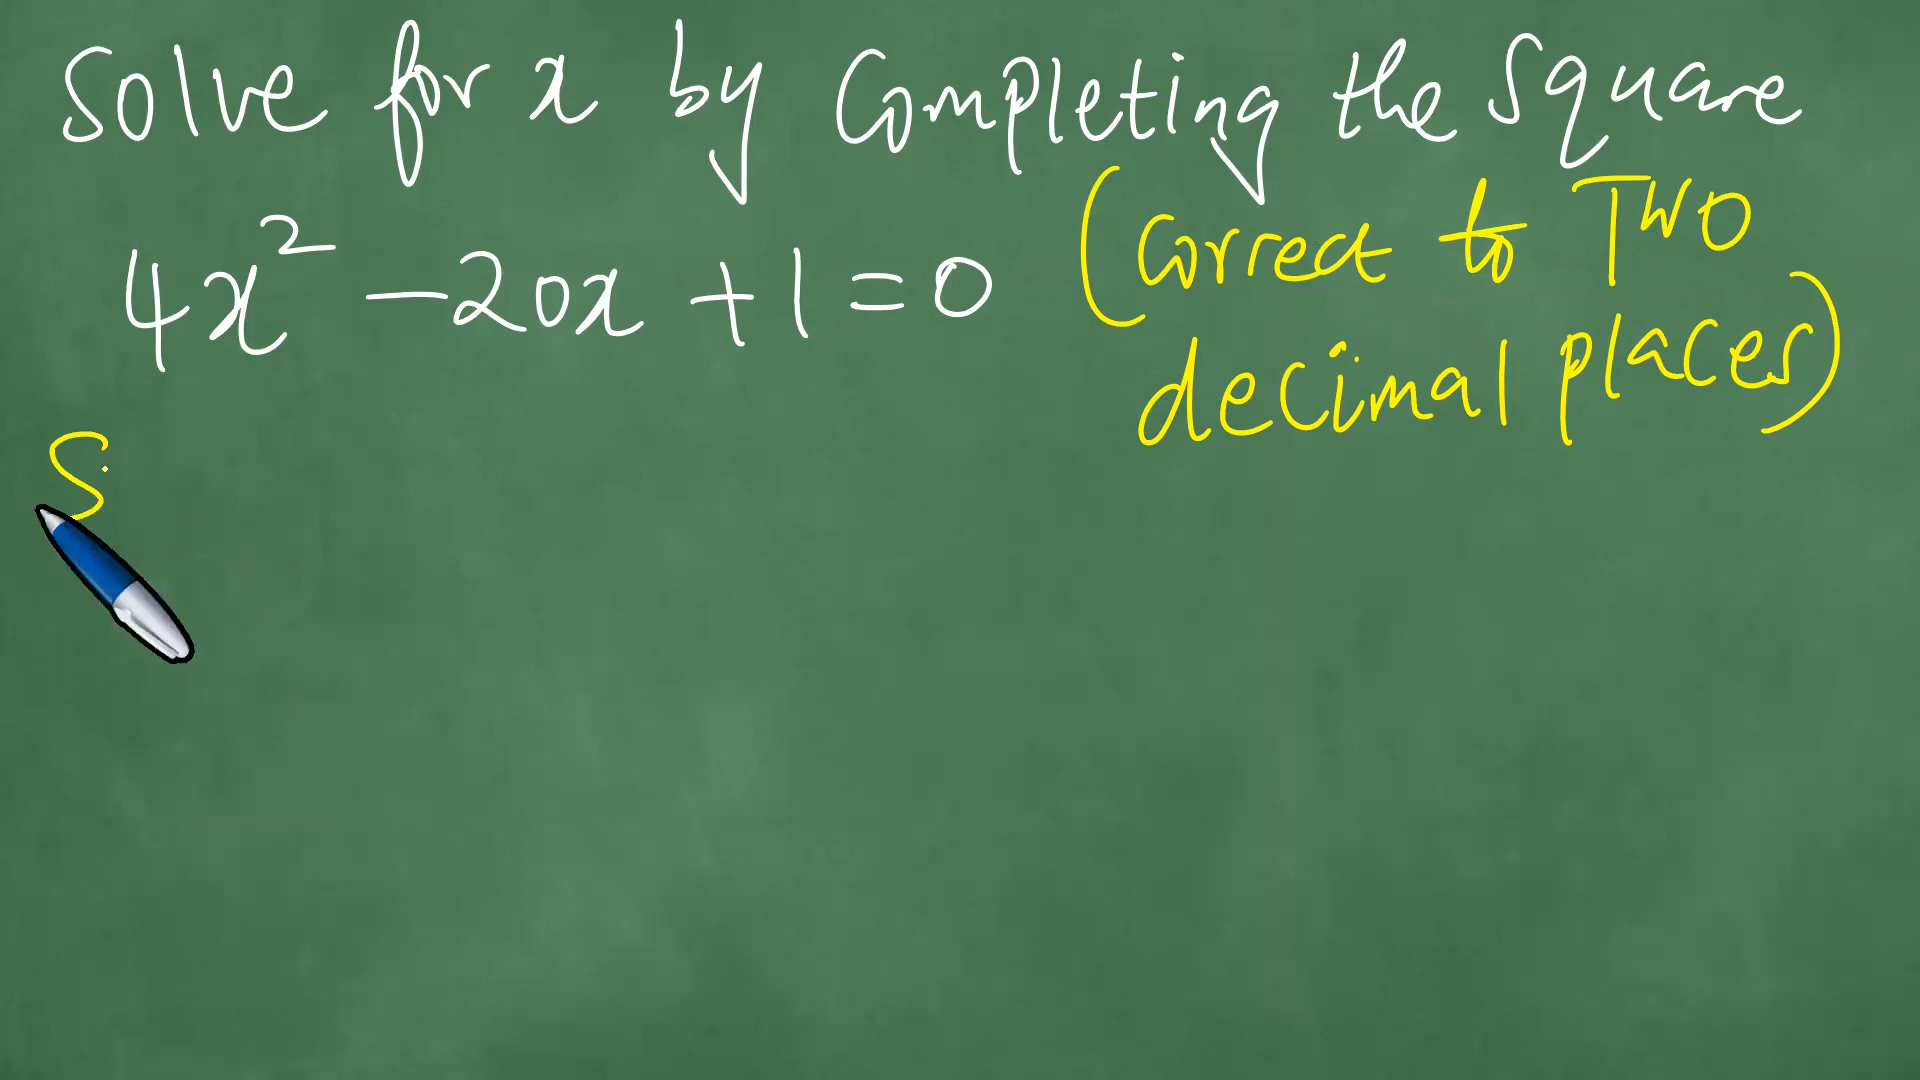 Solve for x by Completing the Square
4x² - 20x + 1 = 0
(Correct to TWO
decimal places)
S